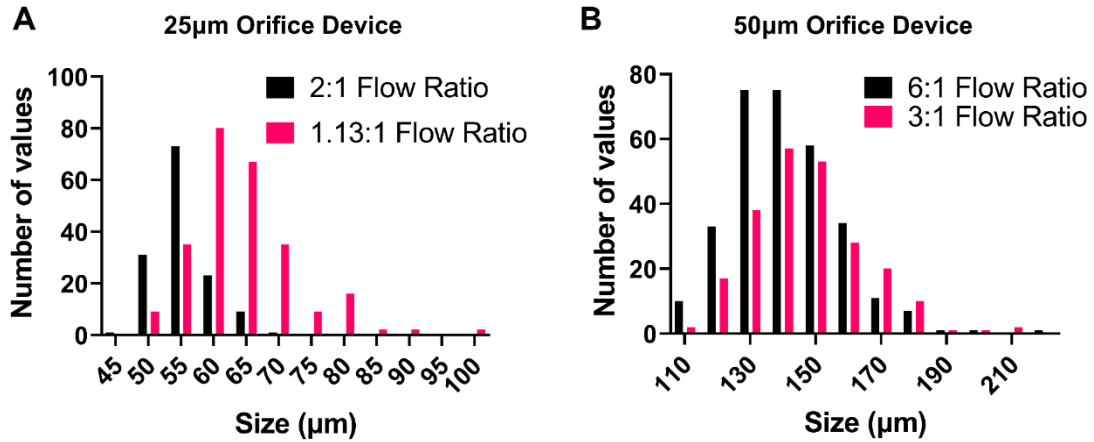 A
25µm Orifice Device
2:1 Flow Ratio
1.13:1 Flow Ratio
Number of values
100
80
60
40
20
0
45 50 55 60 65 70 75 80 85 90 95 100
Size (µm)
B
50µm Orifice Device
6:1 Flow Ratio
3:1 Flow Ratio
Number of values
80
60
40
20
0
110 130 150 170 190 210
Size (µm)